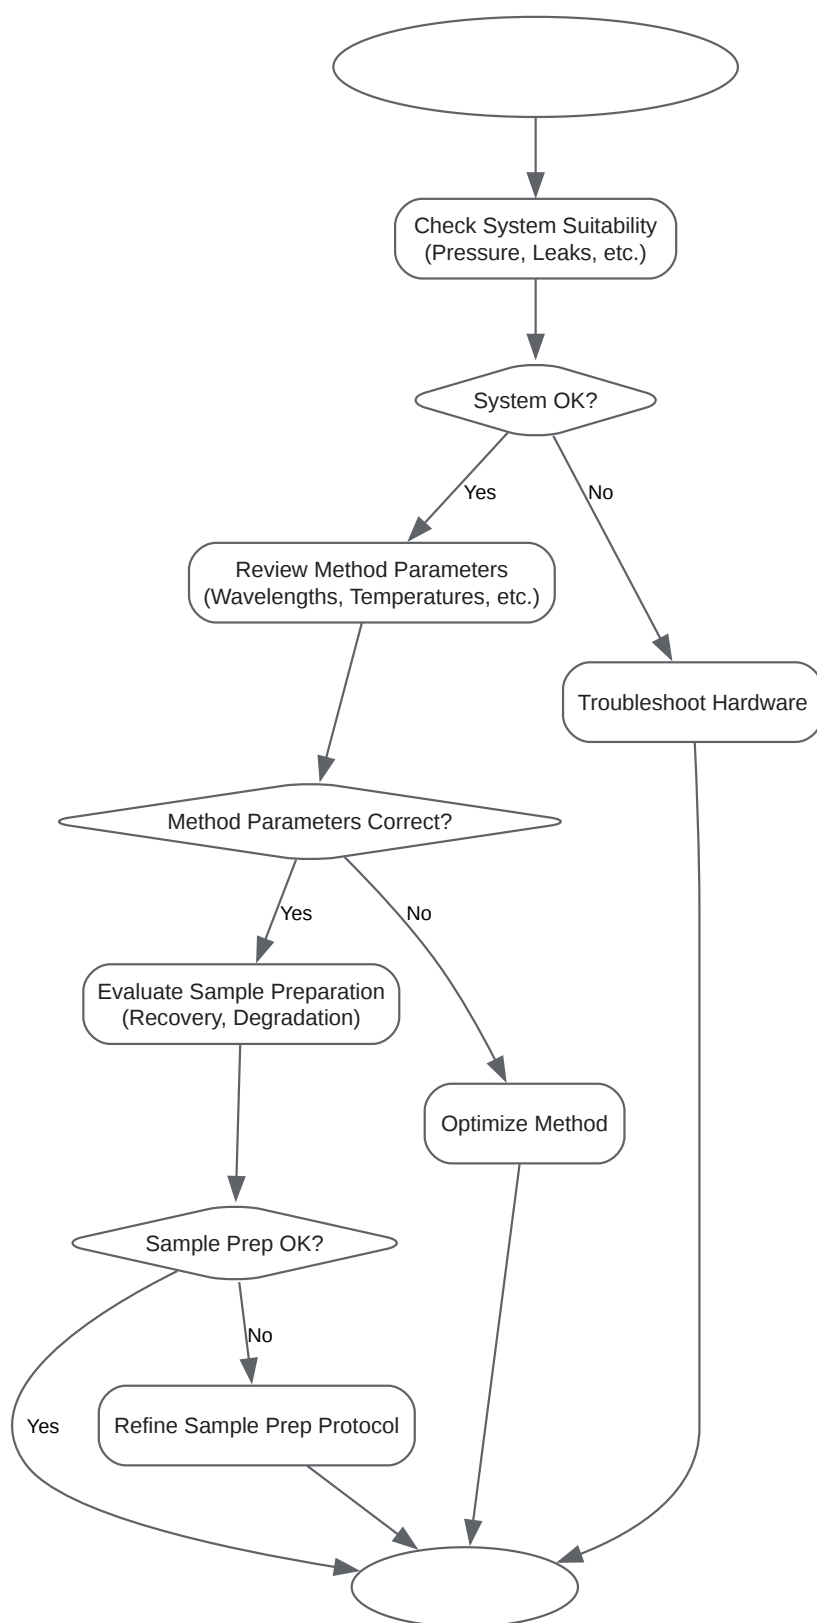 Check System Suitability
(Pressure, Leaks, etc.)
System OK?
Yes
No
Review Method Parameters
(Wavelengths, Temperatures, etc.)
Troubleshoot Hardware
Method Parameters Correct?
Yes
No
Evaluate Sample Preparation
(Recovery, Degradation)
Optimize Method
Sample Prep OK?
No
Yes
Refine Sample Prep Protocol